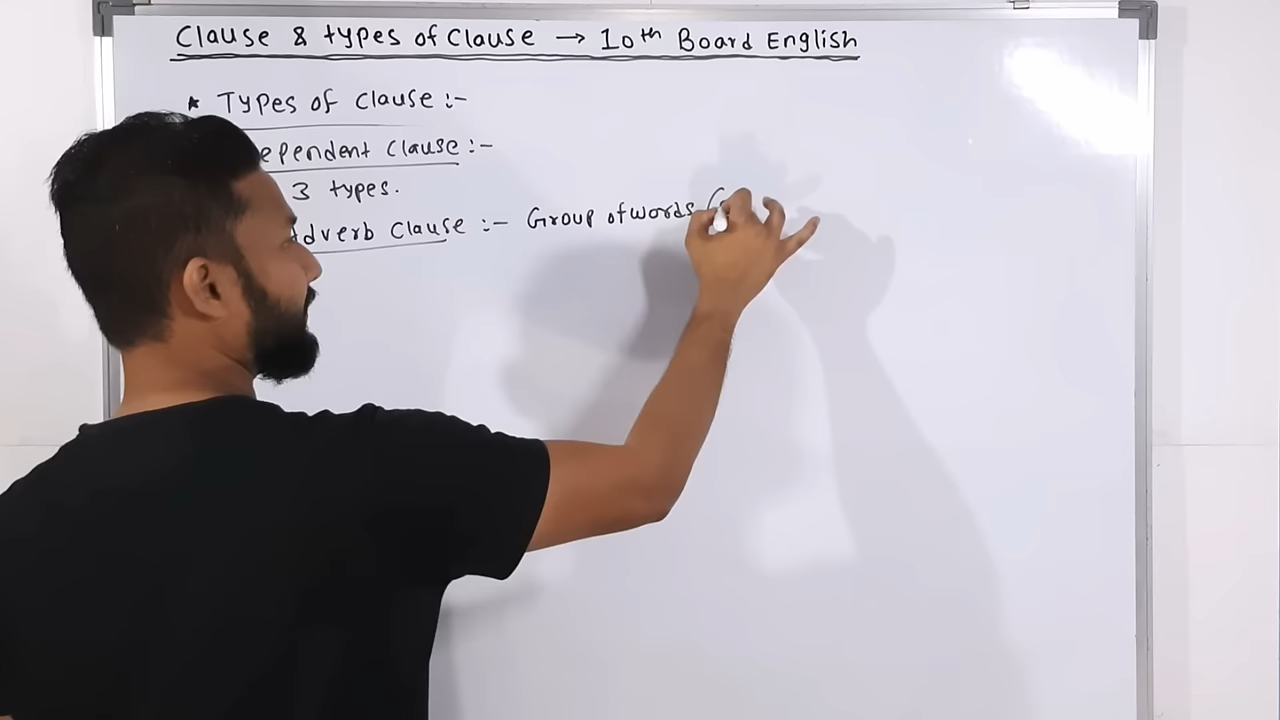 Clause & types of Clause → 10th Board English
* Types of Clause :-
ependent Clause :-
3 types.
dverb Clause :- Group of words (